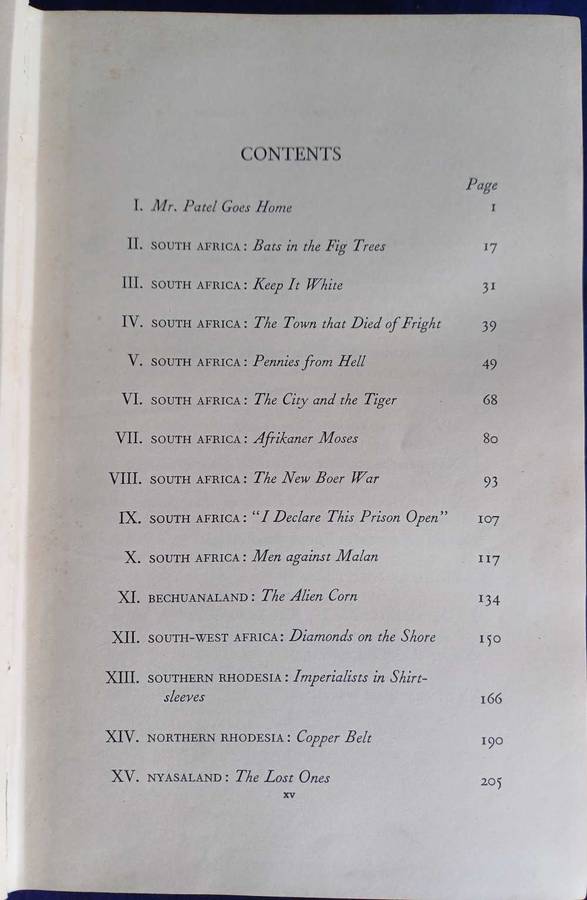 CONTENTS
Page
I. Mr. Patel Goes Home 1
II. SOUTH AFRICA: Bats in the Fig Trees 17
III. SOUTH AFRICA: Keep It White 31
IV. SOUTH AFRICA: The Town that Died of Fright 39
V. SOUTH AFRICA: Pennies from Hell 49
VI. SOUTH AFRICA: The City and the Tiger 68
VII. SOUTH AFRICA: Afrikaner Moses 80
VIII. SOUTH AFRICA: The New Boer War 93
IX. SOUTH AFRICA: "I Declare This Prison Open" 107
X. SOUTH AFRICA: Men against Malan 117
XI. BECHUANALAND: The Alien Corn 134
XII. SOUTH-WEST AFRICA: Diamonds on the Shore 150
XIII. SOUTHERN RHODESIA: Imperialists in Shirt-
sleeves 166
XIV. NORTHERN RHODESIA: Copper Belt 190
XV. NYASALAND: The Lost Ones 205
xv